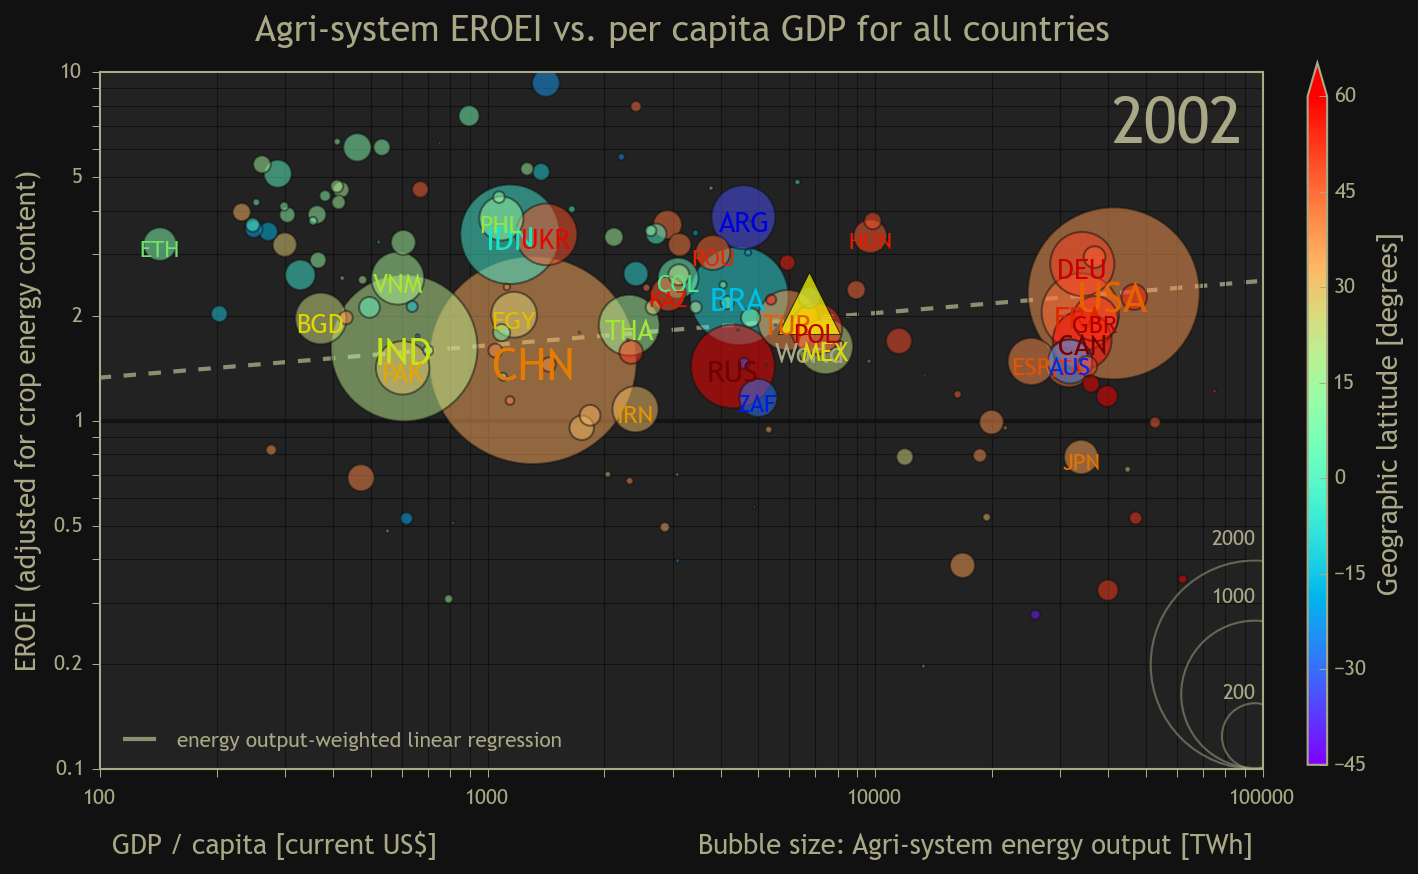 Agri-system EROEI vs. per capita GDP for all countries
2002
EROEI (adjusted for crop energy content)
10
5
2
1
0.5
0.2
0.1
ETH
PHL
IDN
UKR
ARG
HUN
ROU
DEU
VNM
COL
KAZ
BRA
USA
BGD
EGY
THA
TUR
POL
GBR
IND
WORLD
MEX
CAN
PAK
CHN
RUS
ESP
AUS
ZAF
IRN
JPN
2000
1000
200
energy output-weighted linear regression
100
1000
10000
100000
GDP / capita [current US$]
Bubble size: Agri-system energy output [TWh]
60
45
30
15
0
−15
−30
−45
Geographic latitude [degrees]